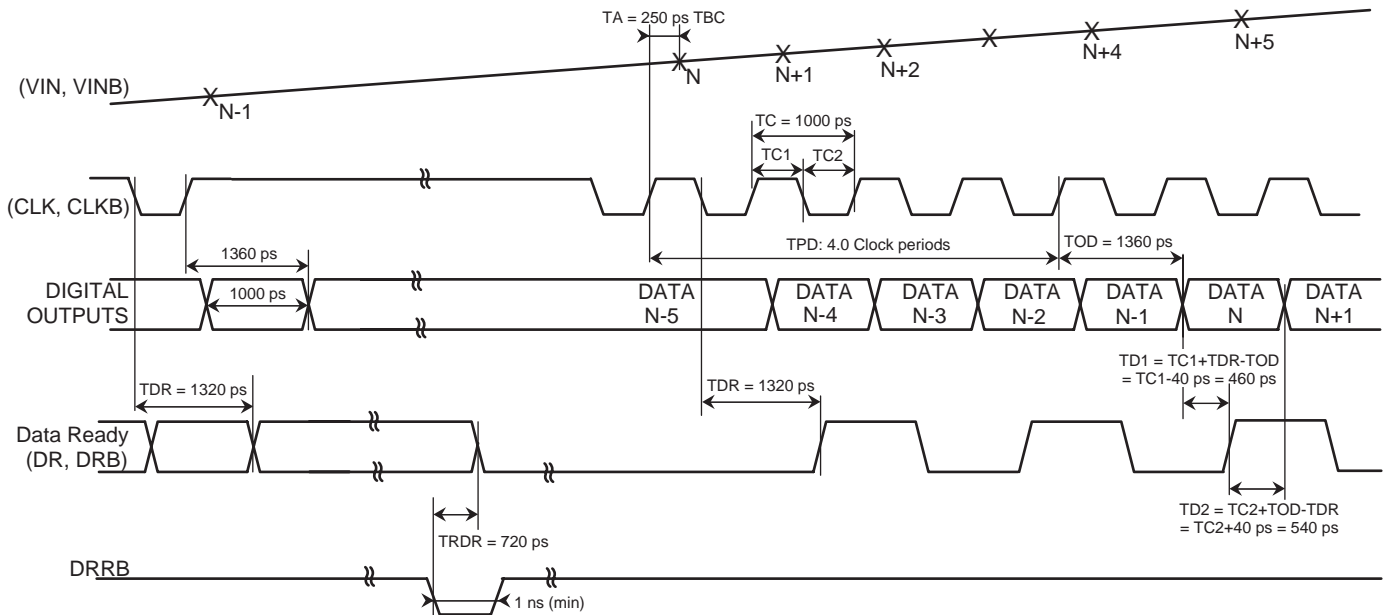 TA = 250 ps TBC
(VIN, VINB)
N-1
N
N+1
N+2
N+4
N+5
TC = 1000 ps
TC1
TC2
(CLK, CLKB)
1360 ps
TPD: 4.0 Clock periods
TOD = 1360 ps
DIGITAL
OUTPUTS
1000 ps
DATA
N-5
DATA
N-4
DATA
N-3
DATA
N-2
DATA
N-1
DATA
N
DATA
N+1
TD1 = TC1+TDR-TOD
= TC1-40 ps = 460 ps
TDR = 1320 ps
TDR = 1320 ps
Data Ready
(DR, DRB)
TD2 = TC2+TOD-TDR
= TC2+40 ps = 540 ps
TRDR = 720 ps
DRRB
1 ns (min)